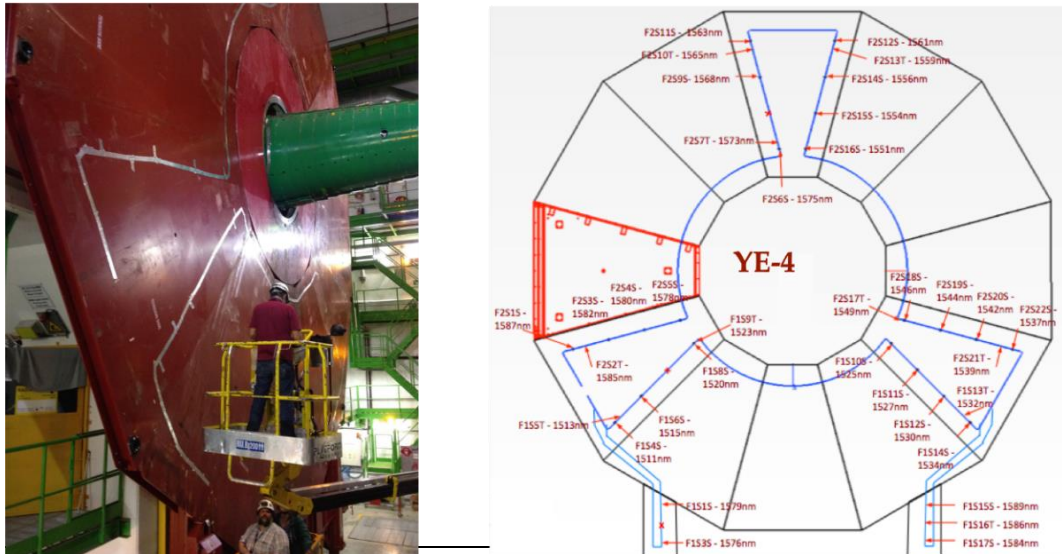 F2S11S - 1563nm
F2S10T - 1565nm
F2S9S- 1568nm
F2S7T - 1573nm
F2S12S - 1561nm
F2S13T - 1559nm
F2S14S - 1556nm
F2S15S - 1554nm
F2S16S - 1551nm
F2S6S - 1575nm
YE-4
F2S1S -
1587nm
F2S3S -
1582nm
F2S4S -
1580nm
F2S5S -
1578nm
F2S2T -
1585nm
F1S9T -
1523nm
F1S8S -
1520nm
F2S18S -
1546nm
F2S17T -
1549nm
F2S19S -
1544nm
F2S20S -
1542nm
F2S22S -
1537nm
F2S21T -
1539nm
F1S10S -
1525nm
F1S11S -
1527nm
F1S13T -
1532nm
F1S12S -
1530nm
F1S14S -
1534nm
F1S5T - 1513nm
F1S6S -
1515nm
F1S4S -
1511nm
F1S1S - 1579nm
F1S3S - 1576nm
F1S15S - 1589nm
F1S16T - 1586nm
F1S17S - 1584nm